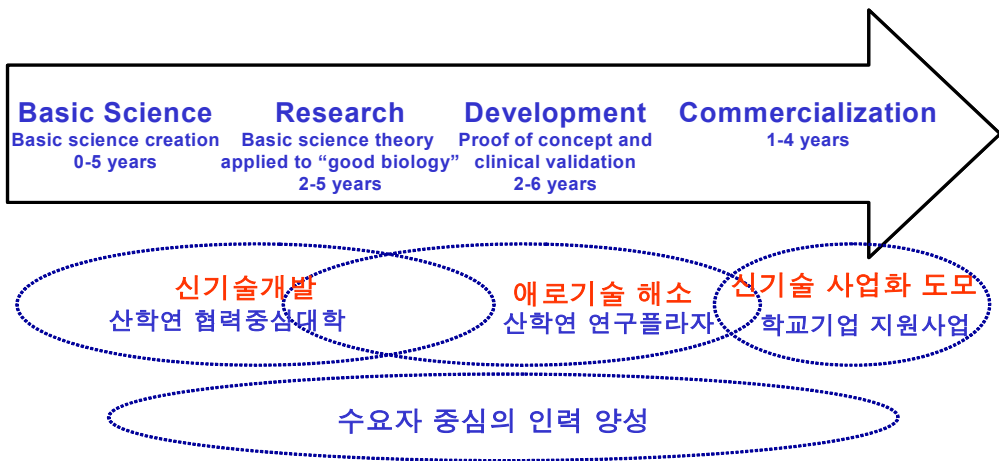 Basic Science
Basic science creation
0-5 years
Research
Basic science theory
applied to “good biology”
2-5 years
Development
Proof of concept and
clinical validation
2-6 years
Commercialization
1-4 years
신기술개발
산학연 협력중심대학
애로기술 해소
산학연 연구플라자
신기술 사업화 도모
학교기업 지원사업
수요자 중심의 인력 양성